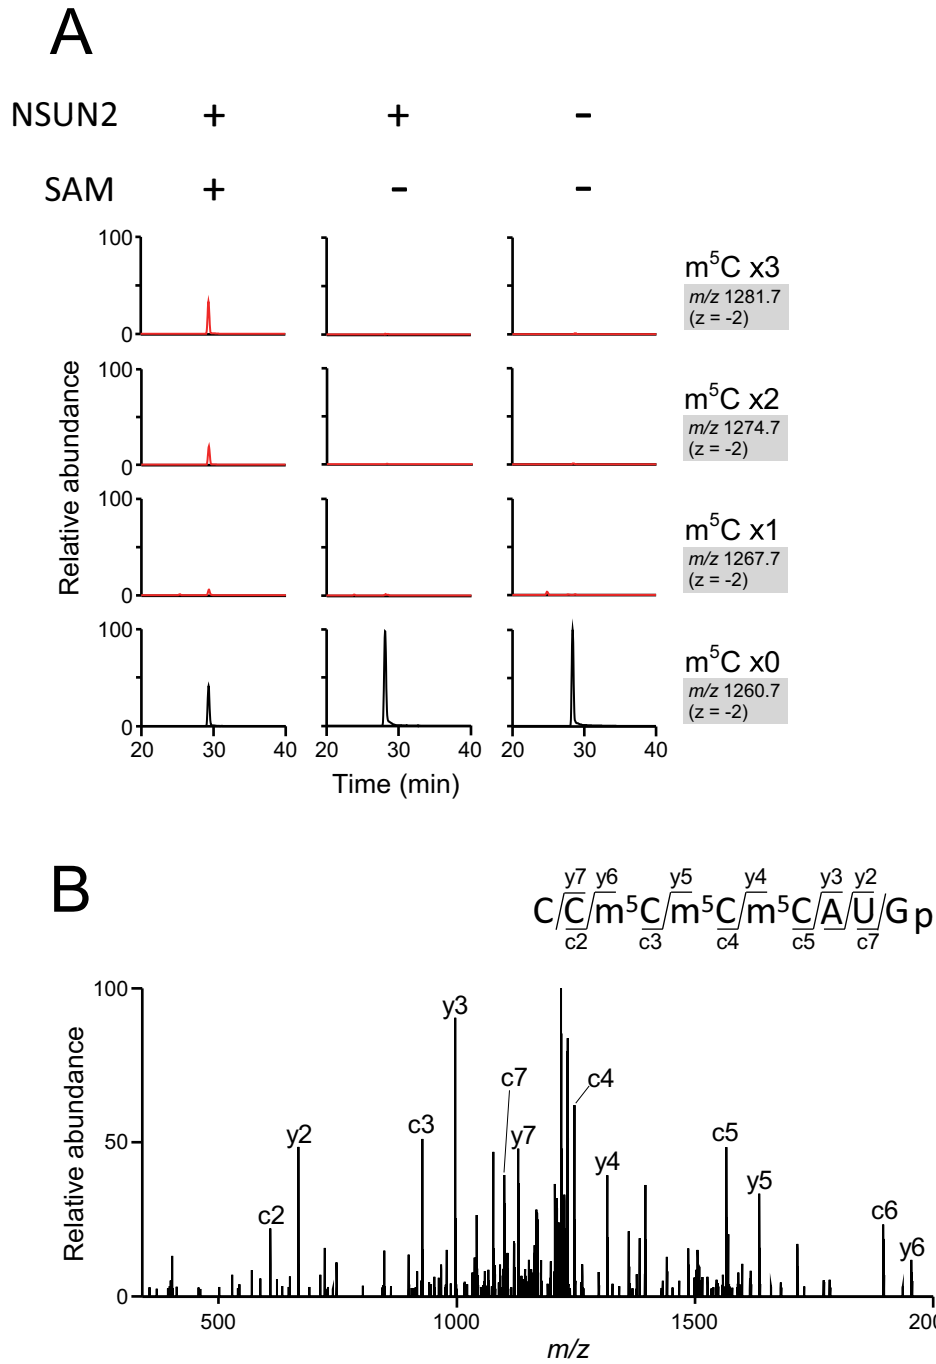 A
NSUN2 + + -
SAM + - -
100
0
m⁵C x3
m/z 1281.7
(z = -2)
100
0
m⁵C x2
m/z 1274.7
(z = -2)
100
0
m⁵C x1
m/z 1267.7
(z = -2)
100
0
m⁵C x0
m/z 1260.7
(z = -2)
Relative abundance
20 30 40 20 30 40 20 30 40
Time (min)
B
y7 y6 y5 y4 y3 y2
C/C/m⁵C/m⁵C/m⁵C/A/U/Gp
c2 c3 c4 c5 c7
100
50
0
Relative abundance
c2
y2
c3
y3
c7
y7
c4
y4
c5
y5
c6
y6
500 1000 1500 200
m/z